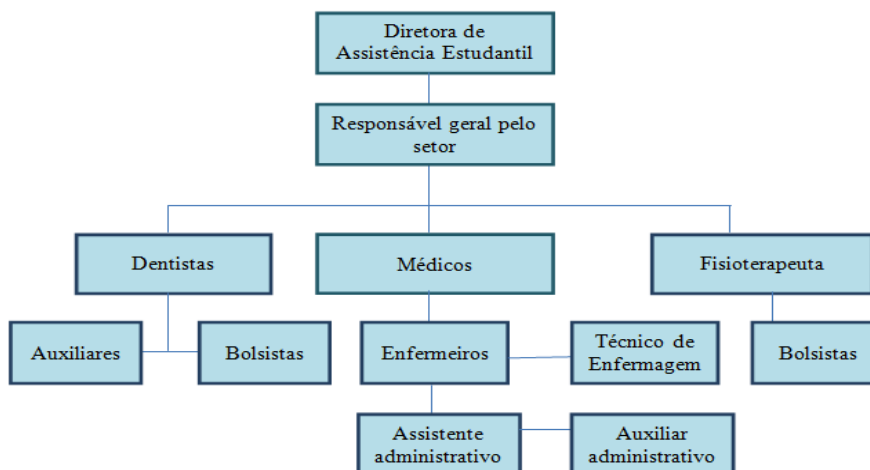 Diretora de
Assistência Estudantil
Responsável geral pelo
setor
Dentistas
Médicos
Fisioterapeuta
Auxiliares
Bolsistas
Enfermeiros
Técnico de
Enfermagem
Bolsistas
Assistente
administrativo
Auxiliar
administrativo